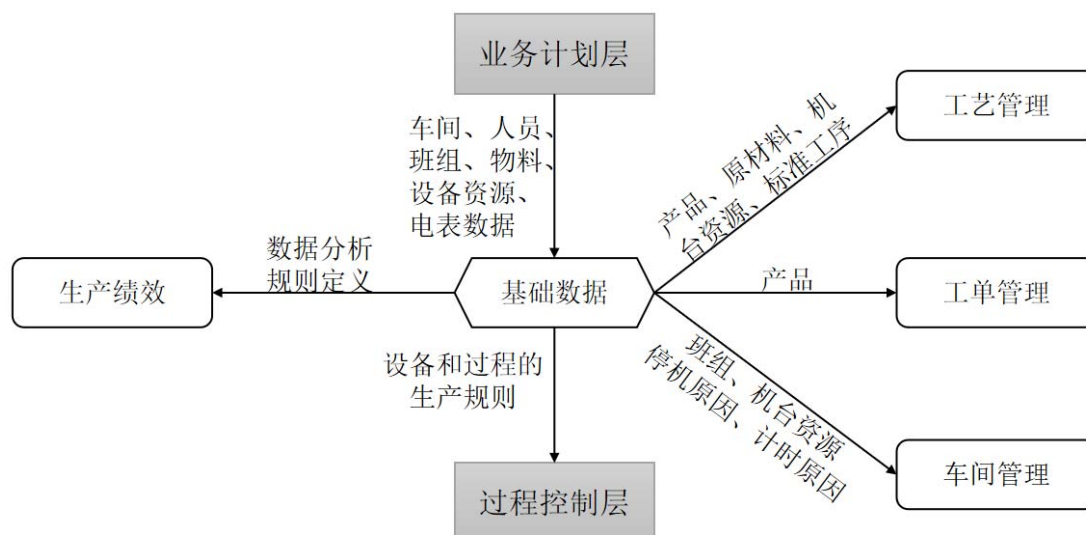 业务计划层
车间、人员、
班组、物料、
设备资源、
电表数据
产品、原材料、机
台资源、标准工序
工艺管理
数据分析
规则定义
生产绩效
基础数据
产品
工单管理
设备和过程的
生产规则
班组、机台资源
停机原因、计时原因
车间管理
过程控制层